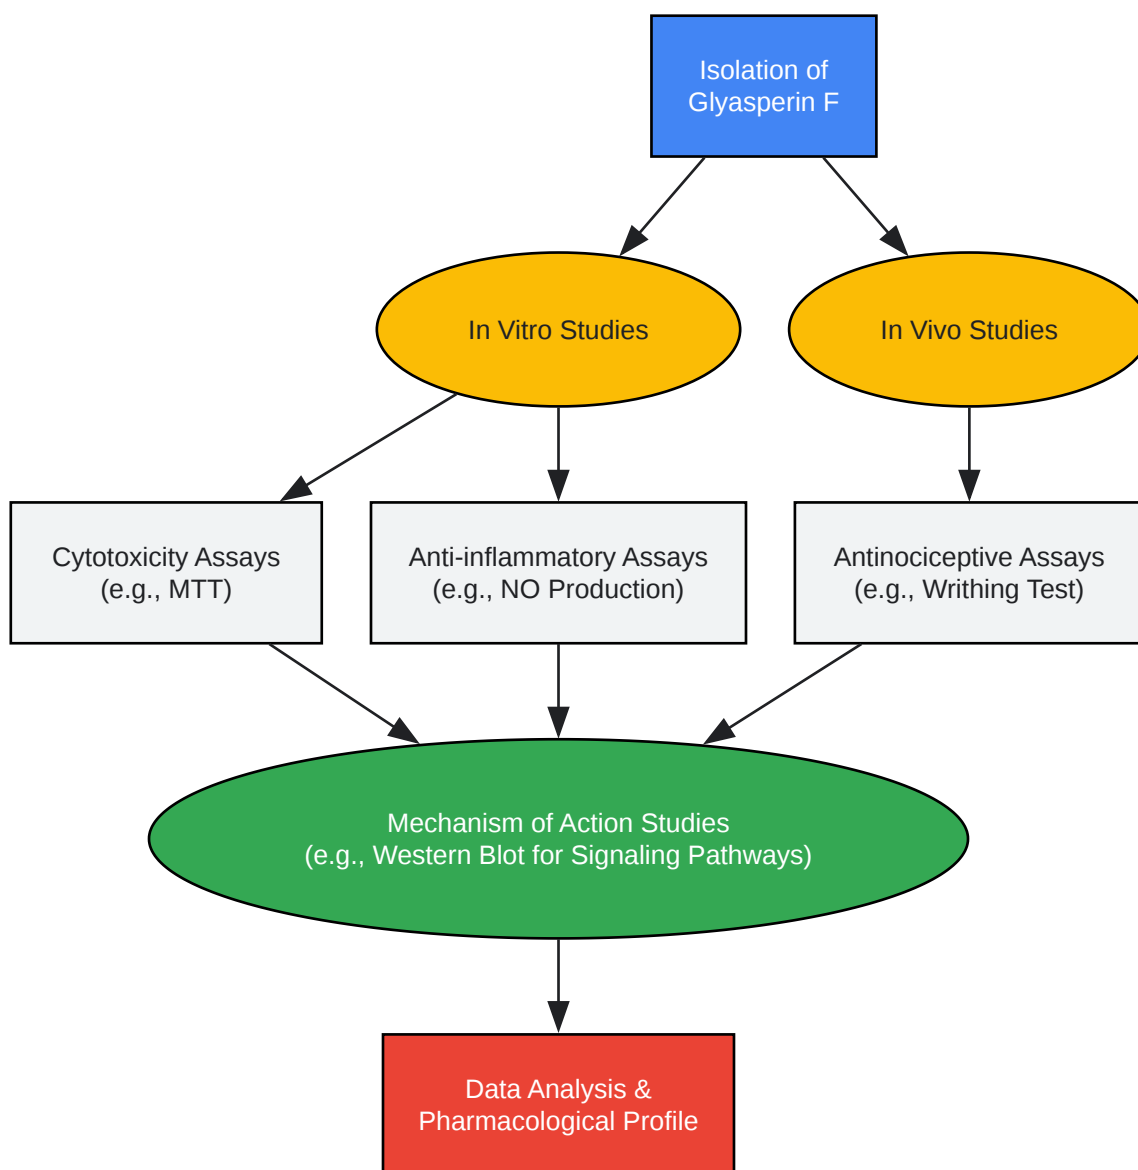 Isolation of
Glyasperin F
In Vitro Studies
In Vivo Studies
Cytotoxicity Assays
(e.g., MTT)
Anti-inflammatory Assays
(e.g., NO Production)
Antinociceptive Assays
(e.g., Writhing Test)
Mechanism of Action Studies
(e.g., Western Blot for Signaling Pathways)
Data Analysis &
Pharmacological Profile